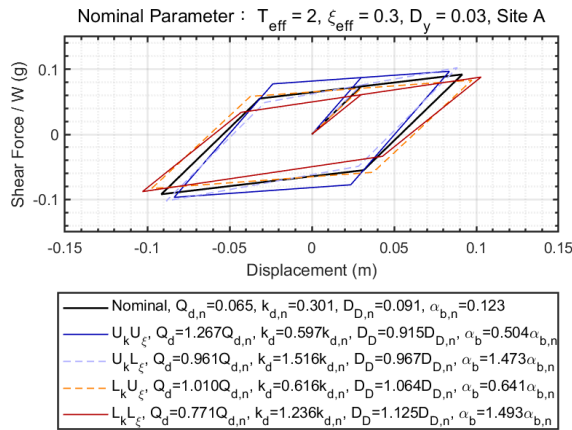 Nominal Parameter : T_eff = 2, ξ_eff = 0.3, D_y = 0.03, Site A
Shear Force / W (g)
0.1
0
-0.1
-0.15 -0.1 -0.05 0 0.05 0.1 0.15
Displacement (m)
Nominal, Q_d,n=0.065, k_d,n=0.301, D_D,n=0.091, α_b,n=0.123
U_kU_ξ, Q_d=1.267Q_d,n, k_d=0.597k_d,n, D_D=0.915D_D,n, α_b=0.504α_b,n
U_kL_ξ, Q_d=0.961Q_d,n, k_d=1.516k_d,n, D_D=0.967D_D,n, α_b=1.473α_b,n
L_kU_ξ, Q_d=1.010Q_d,n, k_d=0.616k_d,n, D_D=1.064D_D,n, α_b=0.641α_b,n
L_kL_ξ, Q_d=0.771Q_d,n, k_d=1.236k_d,n, D_D=1.125D_D,n, α_b=1.493α_b,n